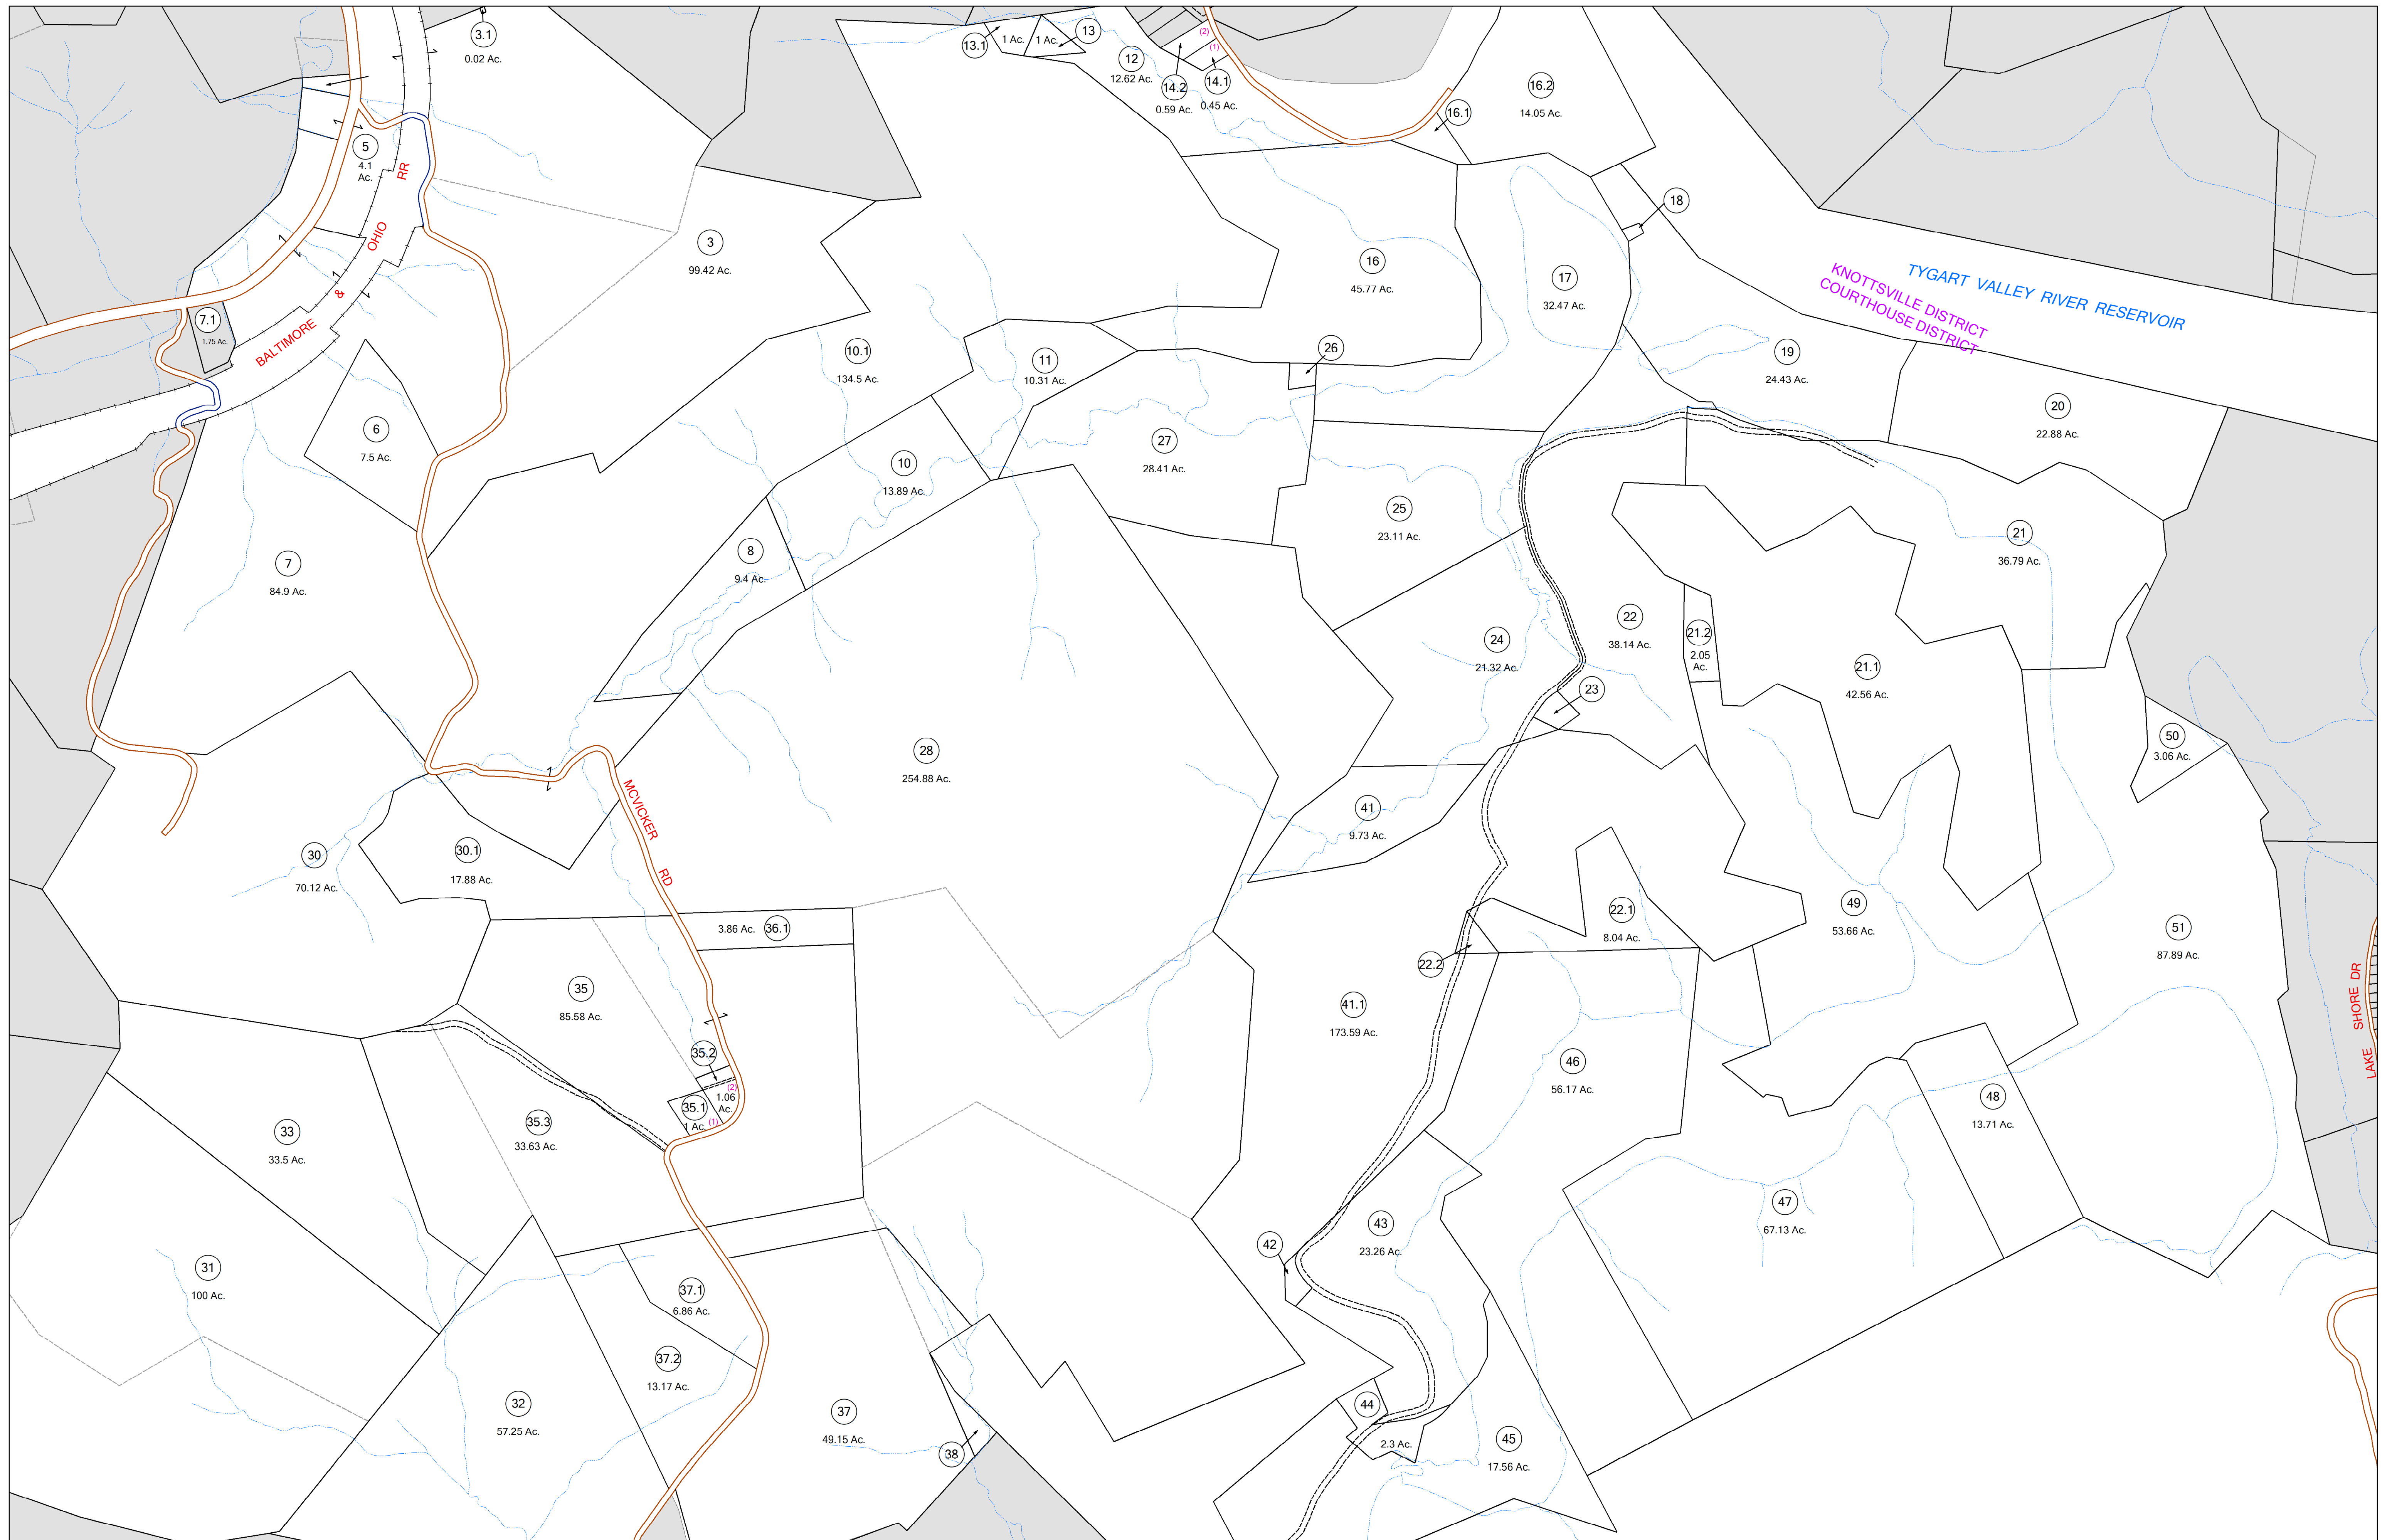 3.1
0.02 Ac.
13.1
1 Ac.
1 Ac.
13
12
12.62 Ac.
(2)
(1)
14.2
0.59 Ac.
14.1
0.45 Ac.
16.1
16.2
14.05 Ac.
5
4.1
Ac.
RR
OHIO
&
BALTIMORE
3
99.42 Ac.
18
16
45.77 Ac.
17
32.47 Ac.
KNOTTSVILLE DISTRICT
COURTHOUSE DISTRICT
TYGART VALLEY RIVER RESERVOIR
7.1
1.75 Ac.
10.1
134.5 Ac.
11
10.31 Ac.
26
19
24.43 Ac.
20
22.88 Ac.
6
7.5 Ac.
10
13.89 Ac.
27
28.41 Ac.
25
23.11 Ac.
21
36.79 Ac.
7
84.9 Ac.
8
9.4 Ac.
24
21.32 Ac.
22
38.14 Ac.
21.2
2.05
Ac.
21.1
42.56 Ac.
23
28
254.88 Ac.
50
3.06 Ac.
MCVICKER
RD
41
9.73 Ac.
30
70.12 Ac.
30.1
17.88 Ac.
3.86 Ac.
36.1
22.1
8.04 Ac.
49
53.66 Ac.
51
87.89 Ac.
22.2
35
85.58 Ac.
41.1
173.59 Ac.
LAKE SHORE DR
35.2
(2)
1.06
Ac.
35.1
1 Ac.
(1)
46
56.17 Ac.
48
13.71 Ac.
33
33.5 Ac.
35.3
33.63 Ac.
47
67.13 Ac.
43
23.26 Ac.
42
31
100 Ac.
37.1
6.86 Ac.
37.2
13.17 Ac.
32
57.25 Ac.
37
49.15 Ac.
38
44
2.3 Ac.
45
17.56 Ac.